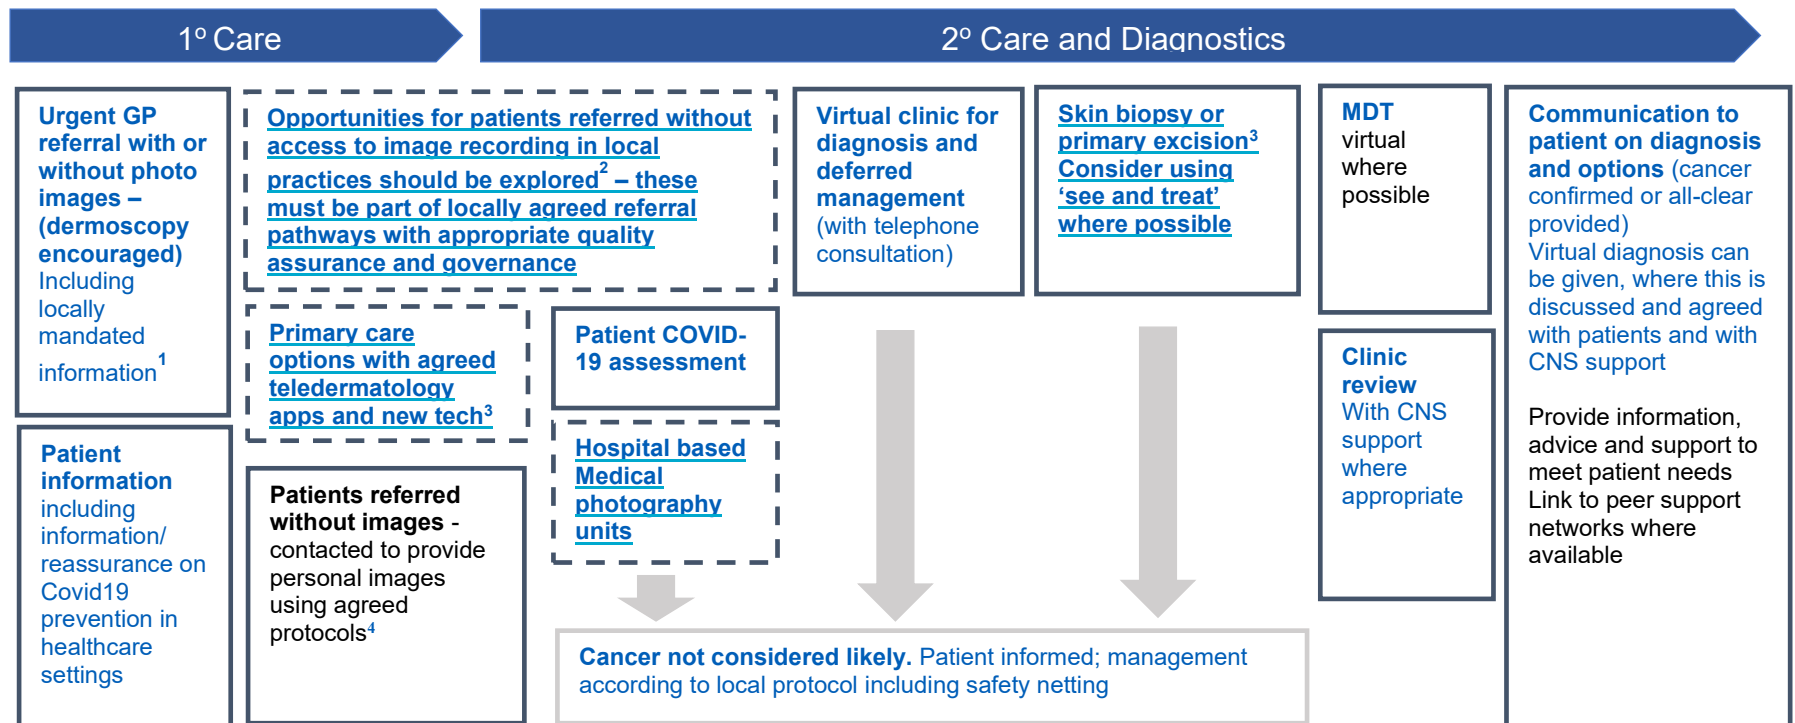 1º Care
2º Care and Diagnostics
Urgent GP
referral with or
without photo
images –
(dermoscopy
encouraged)
Including
locally
mandated
information1
Patient
information
including
information/
reassurance on
Covid19
prevention in
healthcare
settings
Opportunities for patients referred without
access to image recording in local
practices should be explored2 – these
must be part of locally agreed referral
pathways with appropriate quality
assurance and governance
Primary care
options with agreed
teledermatology
apps and new tech3
Patients referred
without images -
contacted to provide
personal images
using agreed
protocols4
Patient COVID-
19 assessment
Hospital based
Medical
photography
units
Virtual clinic for
diagnosis and
deferred
management
(with telephone
consultation)
Skin biopsy or
primary excision3
Consider using
‘see and treat’
where possible
Cancer not considered likely. Patient informed; management
according to local protocol including safety netting
MDT
virtual
where
possible
Clinic
review
With CNS
support
where
appropriate
Communication to
patient on diagnosis
and options (cancer
confirmed or all-clear
provided)
Virtual diagnosis can
be given, where this is
discussed and agreed
with patients and with
CNS support
Provide information,
advice and support to
meet patient needs
Link to peer support
networks where
available